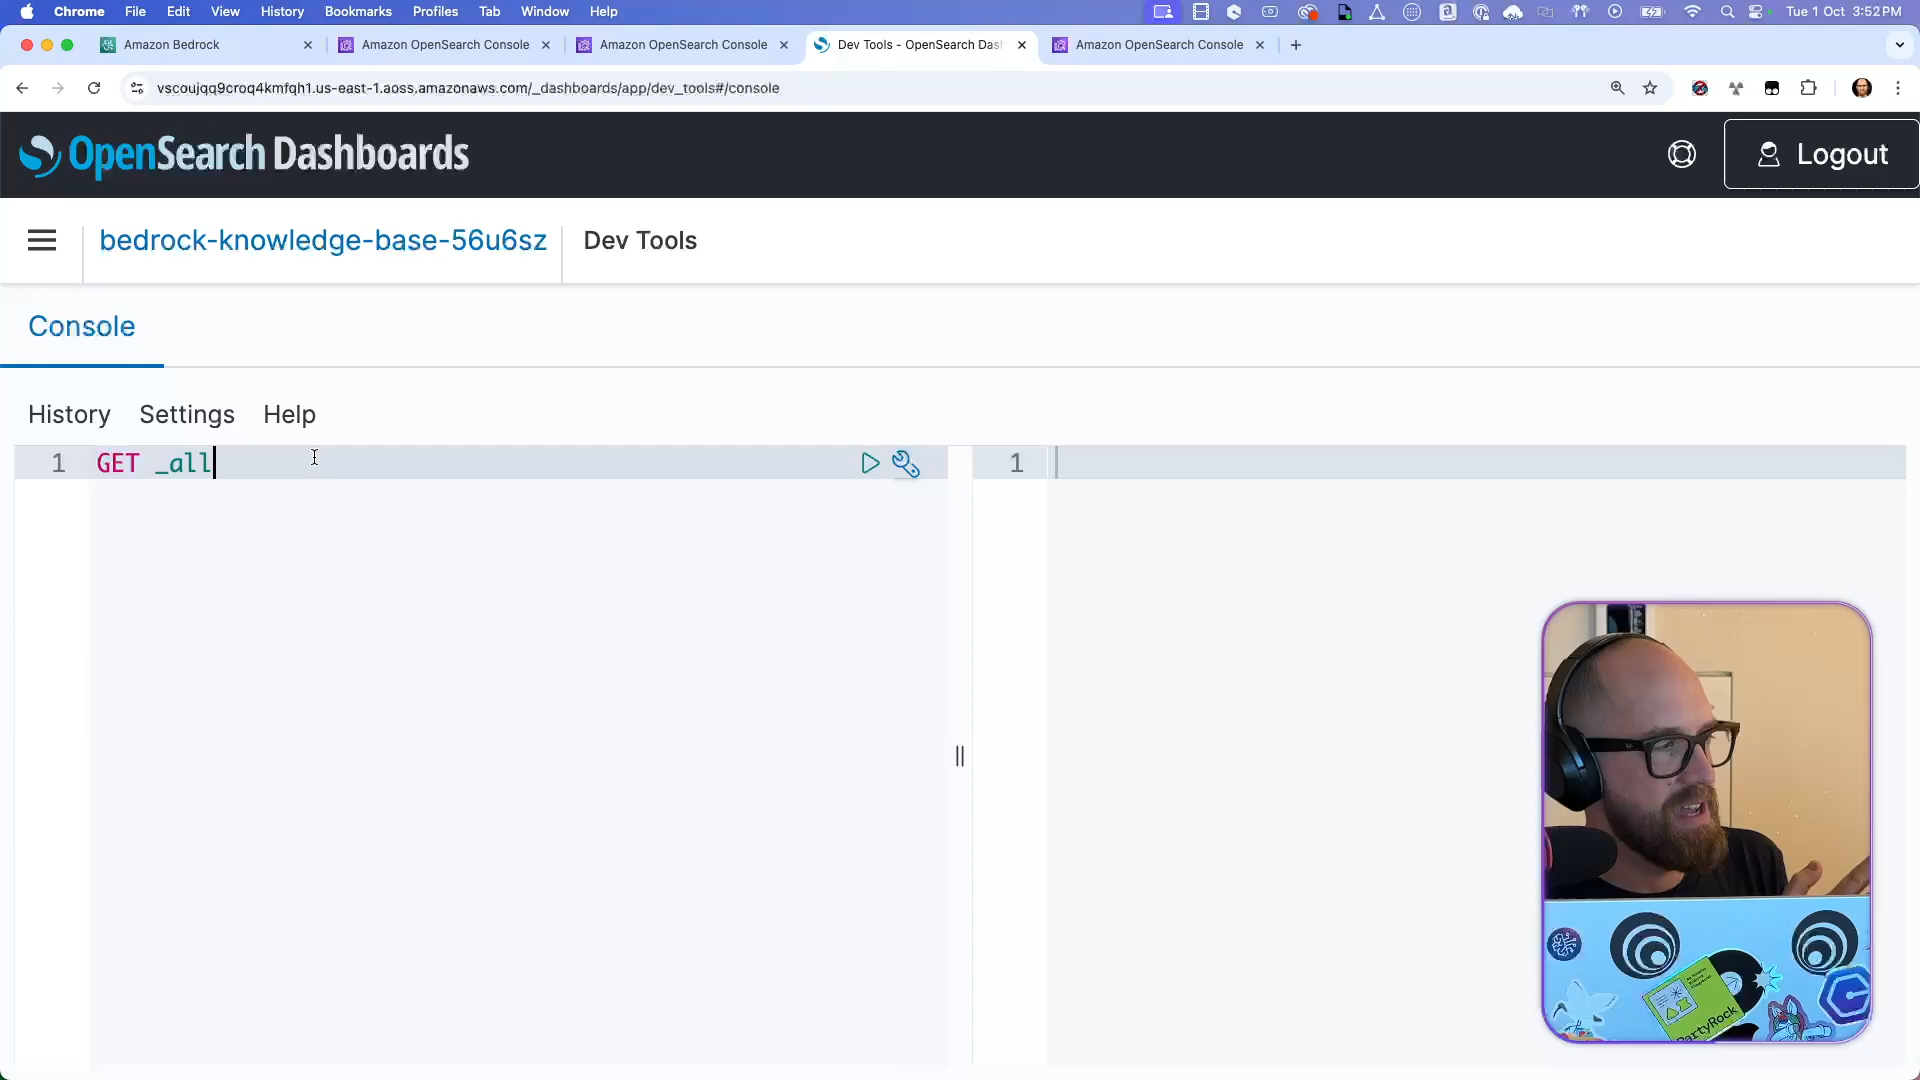 Chrome File Edit View History Bookmarks Profiles Tab Window Help Tue 1 Oct 3:52 PM
Amazon Bedrock Amazon OpenSearch Console Amazon OpenSearch Console Dev Tools - OpenSearch Das Amazon OpenSearch Console
vscoujqq9croq4kmfqh1.us-east-1.aoss.amazonaws.com/_dashboards/app/dev_tools#/console
OpenSearch Dashboards Logout
bedrock-knowledge-base-56u6sz Dev Tools
Console
History Settings Help
1 GET _all 1
PartyRock